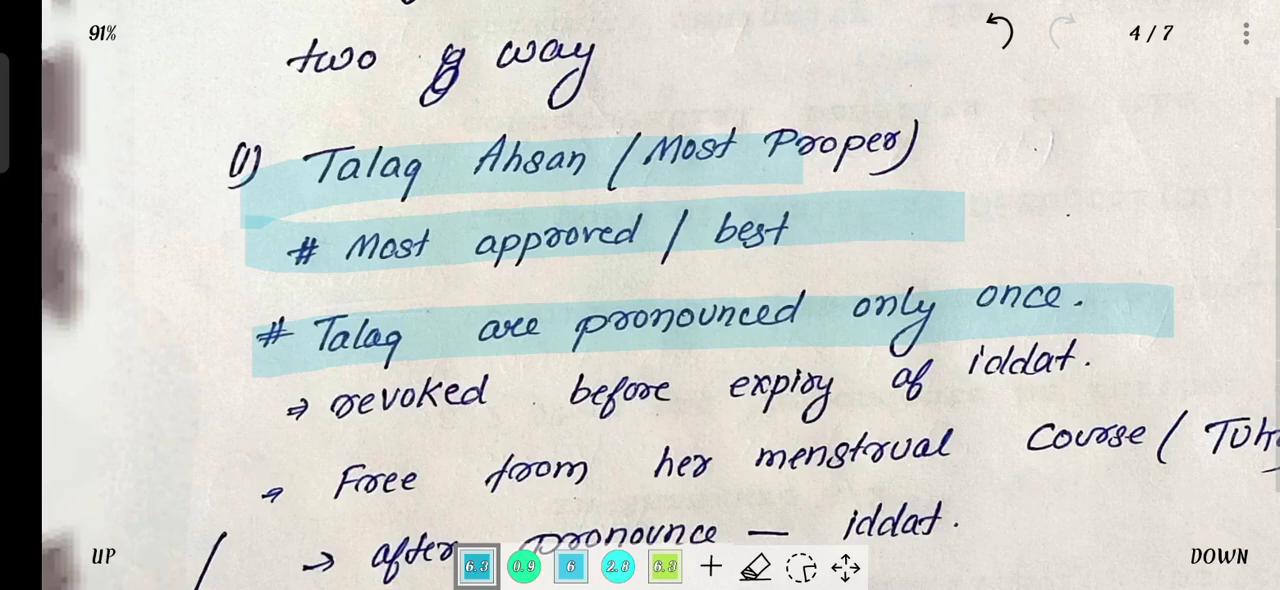 91%
4 / 7
two way
(1) Talaq Ahsan / Most Proper)
# Most approved / best
# Talaq are pronounced only once.
⇒ revoked before expiry of iddat.
⇒ Free from her menstrual Course (
→ after pronounce — iddat.
6.3 0.9 6 2.8 6.3
UP
DOWN